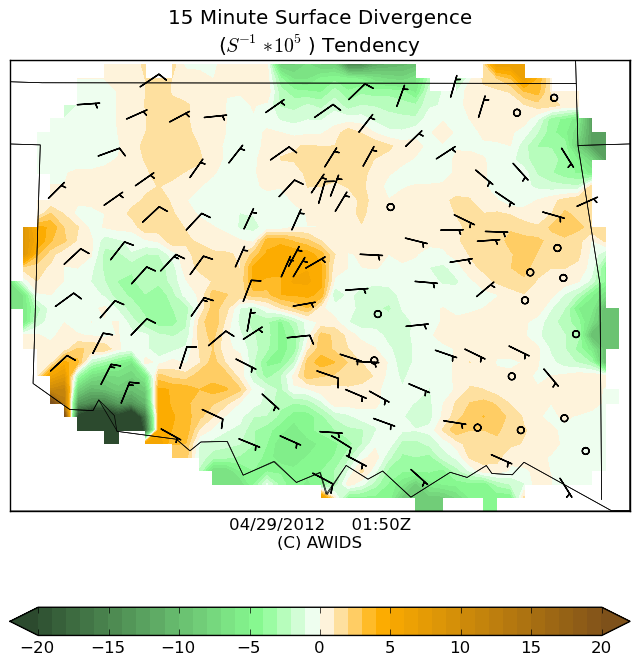 15 Minute Surface Divergence
(S⁻¹ *10⁵ ) Tendency
04/29/2012 01:50Z
(C) AWIDS
−20 −15 −10 −5 0 5 10 15 20